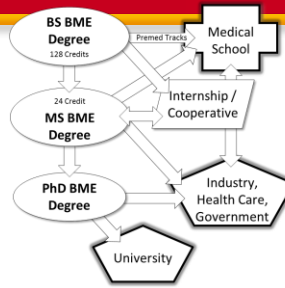 BS BME
Degree
128 Credits
Premed Tracks
Medical
School
24 Credit
MS BME
Degree
Internship /
Cooperative
PhD BME
Degree
Industry,
Health Care,
Government
University